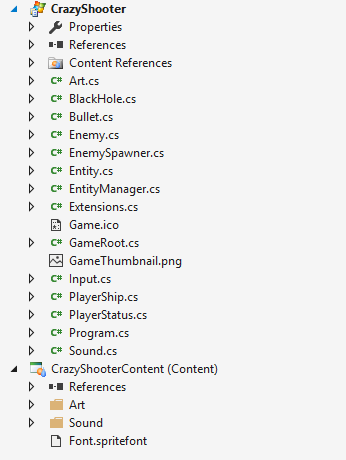 CrazyShooter
Properties
References
Content References
Art.cs
BlackHole.cs
Bullet.cs
Enemy.cs
EnemySpawner.cs
Entity.cs
EntityManager.cs
Extensions.cs
Game.ico
GameRoot.cs
GameThumbnail.png
Input.cs
PlayerShip.cs
PlayerStatus.cs
Program.cs
Sound.cs
CrazyShooterContent (Content)
References
Art
Sound
Font.spritefont